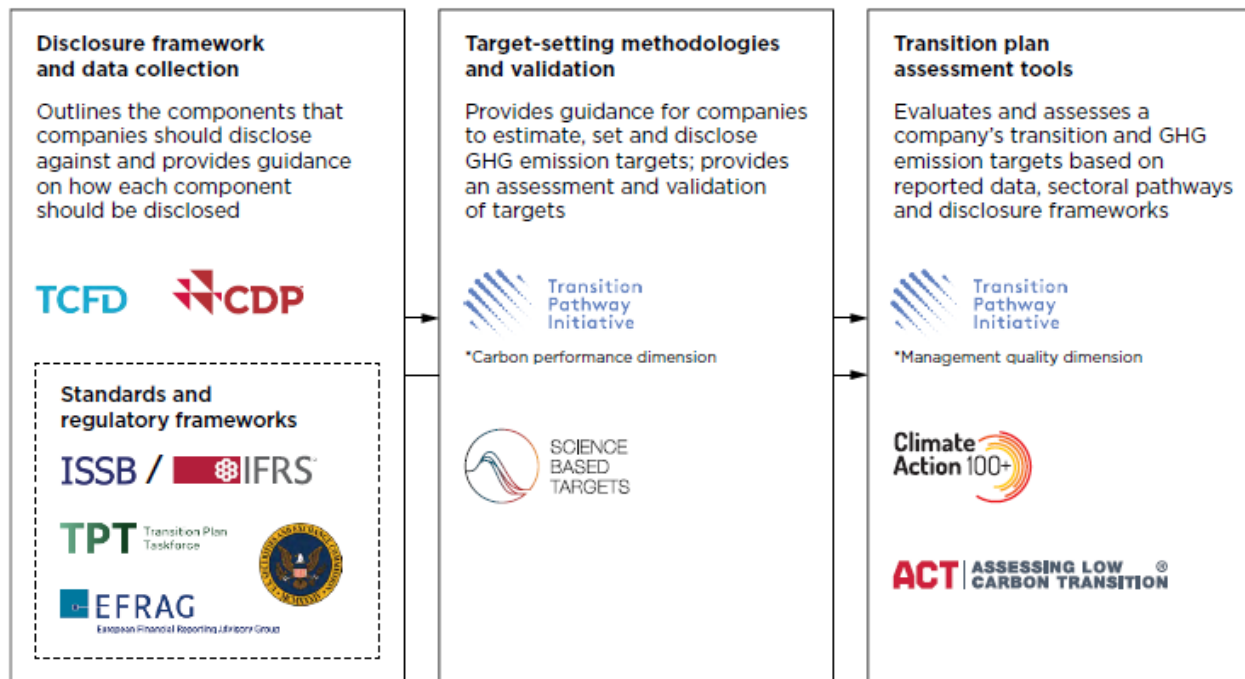 Disclosure framework
and data collection
Outlines the components that
companies should disclose
against and provides guidance
on how each component
should be disclosed
TCFD
CDP
Standards and
regulatory frameworks
ISSB / IFRS
TPT Transition Plan
Taskforce
U.S. SECURITIES AND EXCHANGE COMMISSION
MCMXXXIV
EFRAG
European Financial Reporting Advisory Group
Target-setting methodologies
and validation
Provides guidance for companies
to estimate, set and disclose
GHG emission targets; provides
an assessment and validation
of targets
Transition
Pathway
Initiative
*Carbon performance dimension
SCIENCE
BASED
TARGETS
Transition plan
assessment tools
Evaluates and assesses a
company's transition and GHG
emission targets based on
reported data, sectoral pathways
and disclosure frameworks
Transition
Pathway
Initiative
*Management quality dimension
Climate
Action 100+
ACT | ASSESSING LOW
CARBON TRANSITION ®